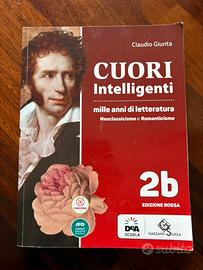 Claudio Giunta
CUORI
Intelligenti
mille anni di letteratura
Neoclassicismo e Romanticismo
2b
EDIZIONE ROSSA
DeA
SCUOLA
GARZANTI SCUOLA
subito